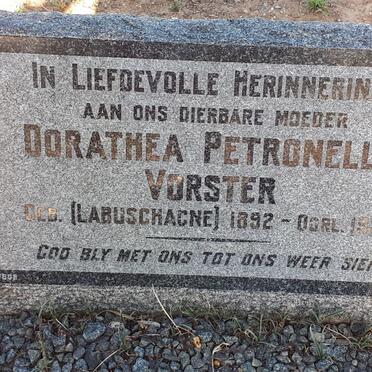 IN LIEFDEVOLLE HERINNERIN
AAN ONS DIERBARE MOEDER
DORATHEA PETRONELL
VORSTER
GEB. (LABUSCHAGNE) 1892 - OORL.
GOD BLY MET ONS TOT ONS WEER SIE